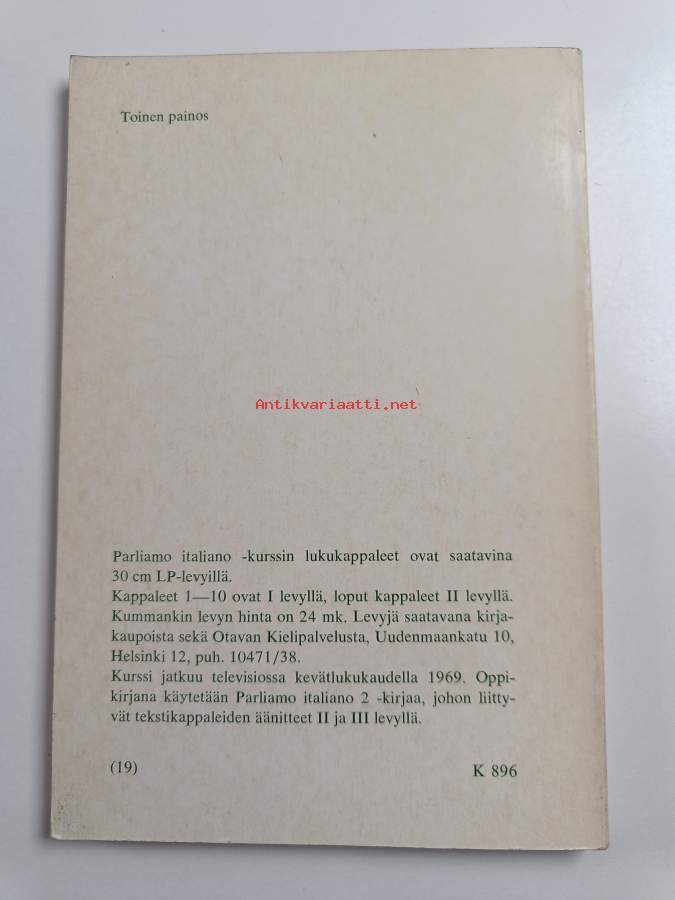 Toinen painos
Antikvariaatti.net
Parliamo italiano -kurssin lukukappaleet ovat saatavina
30 cm LP-levyillä.
Kappaleet 1—10 ovat I levyllä, loput kappaleet II levyllä.
Kummankin levyn hinta on 24 mk. Levyjä saatavana kirja-
kaupoista sekä Otavan Kielipalvelusta, Uudenmaankatu 10,
Helsinki 12, puh. 10471/38.
Kurssi jatkuu televisiossa kevätlukukaudella 1969. Oppi-
kirjana käytetään Parliamo italiano 2 -kirjaa, johon liitty-
vät tekstikappaleiden äänitteet II ja III levyllä.
(19) K 896